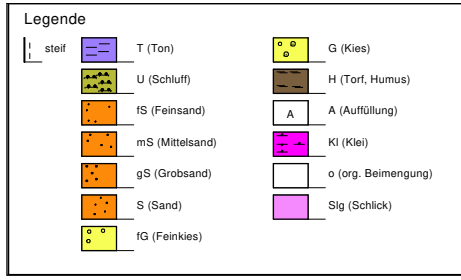 Legende
steif
T (Ton)
U (Schluff)
fS (Feinsand)
mS (Mittelsand)
gS (Grobsand)
S (Sand)
fG (Feinkies)
G (Kies)
H (Torf, Humus)
A
A (Auffüllung)
Kl (Klei)
o (org. Beimengung)
Slg (Schlick)